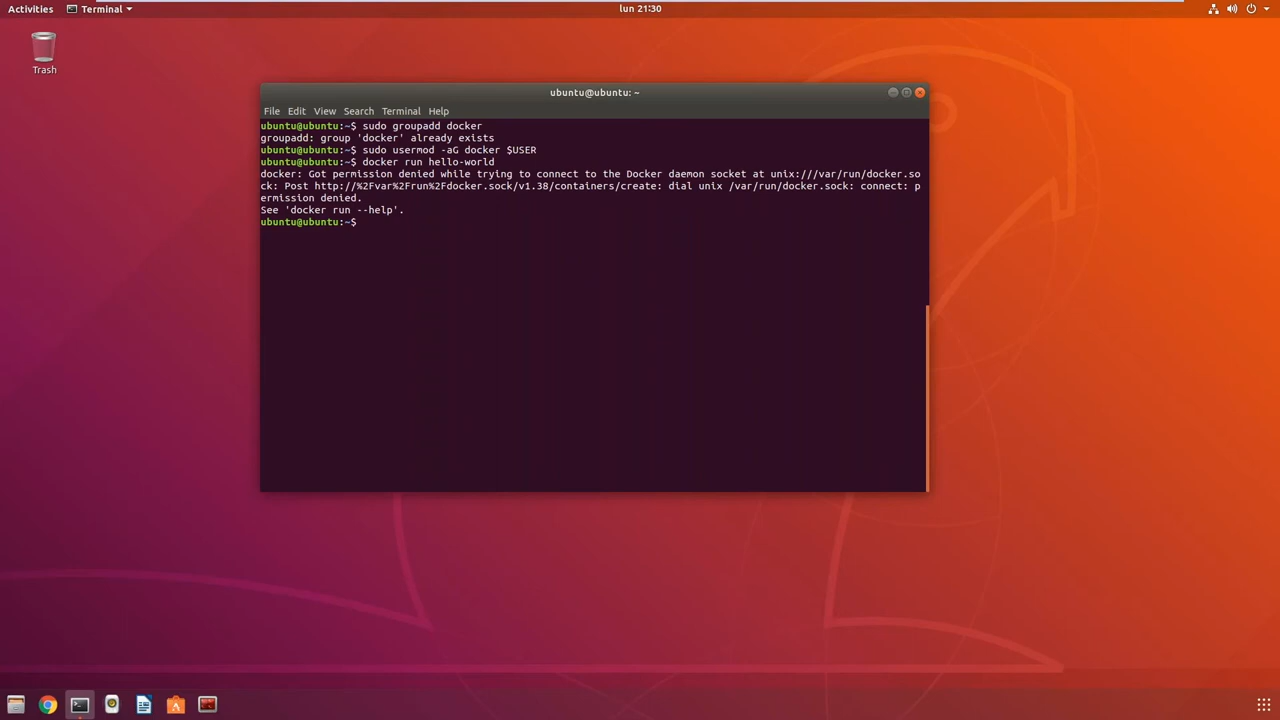 Activities
Terminal
lun 21:30
Trash
ubuntu@ubuntu: ~
File Edit View Search Terminal Help
ubuntu@ubuntu:~$ sudo groupadd docker
groupadd: group 'docker' already exists
ubuntu@ubuntu:~$ sudo usermod -aG docker $USER
ubuntu@ubuntu:~$ docker run hello-world
docker: Got permission denied while trying to connect to the Docker daemon socket at unix:///var/run/docker.so
ck: Post http://%2Fvar%2Frun%2Fdocker.sock/v1.38/containers/create: dial unix /var/run/docker.sock: connect: p
ermission denied.
See 'docker run --help'.
ubuntu@ubuntu:~$